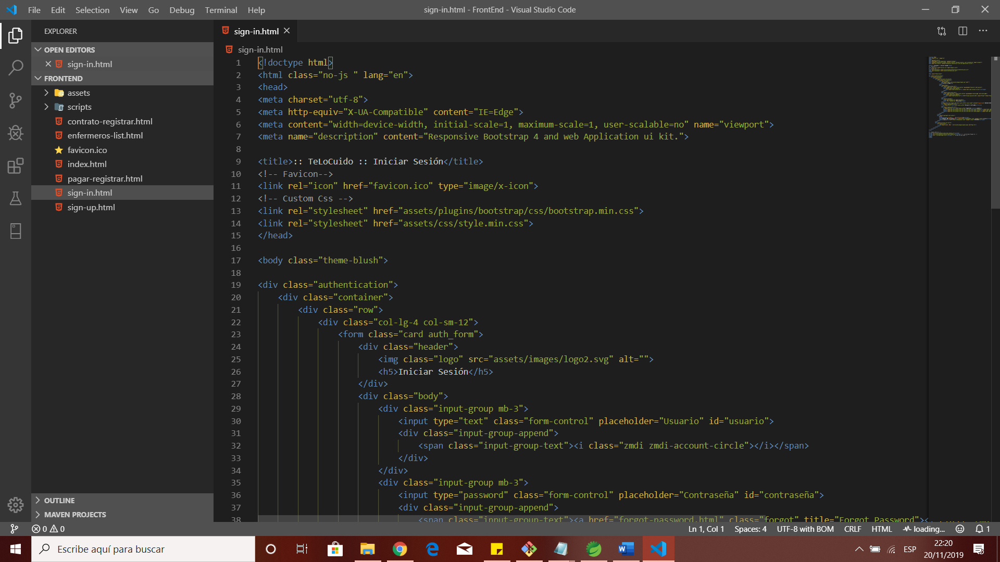 File Edit Selection View Go Debug Terminal Help
sign-in.html - FrontEnd - Visual Studio Code
EXPLORER
OPEN EDITORS
sign-in.html
FRONTEND
assets
scripts
contrato-registrar.html
enfermeros-list.html
favicon.ico
index.html
pagar-registrar.html
sign-in.html
sign-up.html
OUTLINE
MAVEN PROJECTS
sign-in.html
sign-in.html
1 <!doctype html>
2 <html class="no-js " lang="en">
3 <head>
4 <meta charset="utf-8">
5 <meta http-equiv="X-UA-Compatible" content="IE=Edge">
6 <meta content="width=device-width, initial-scale=1, maximum-scale=1, user-scalable=no" name="viewport">
7 <meta name="description" content="Responsive Bootstrap 4 and web Application ui kit.">
8
9 <title>:: TeLoCuido :: Iniciar Sesión</title>
10 <!-- Favicon-->
11 <link rel="icon" href="favicon.ico" type="image/x-icon">
12 <!-- Custom Css -->
13 <link rel="stylesheet" href="assets/plugins/bootstrap/css/bootstrap.min.css">
14 <link rel="stylesheet" href="assets/css/style.min.css">
15 </head>
16
17 <body class="theme-blush">
18
19 <div class="authentication">
20 <div class="container">
21 <div class="row">
22 <div class="col-lg-4 col-sm-12">
23 <form class="card auth_form">
24 <div class="header">
25 <img class="logo" src="assets/images/logo2.svg" alt="">
26 <h5>Iniciar Sesión</h5>
27 </div>
28 <div class="body">
29 <div class="input-group mb-3">
30 <input type="text" class="form-control" placeholder="Usuario" id="usuario">
31 <div class="input-group-append">
32 <span class="input-group-text"><i class="zmdi zmdi-account-circle"></i></span>
33 </div>
34 </div>
35 <div class="input-group mb-3">
36 <input type="password" class="form-control" placeholder="Contraseña" id="contraseña">
37 <div class="input-group-append">
38 <span class="input-group-text"><a href="forgot-password.html" class="forgot" title="Forgot Password"><
0 0
Ln 1, Col 1 Spaces: 4 UTF-8 with BOM CRLF HTML loading... 1
Escribe aquí para buscar
ESP
22:20
20/11/2019